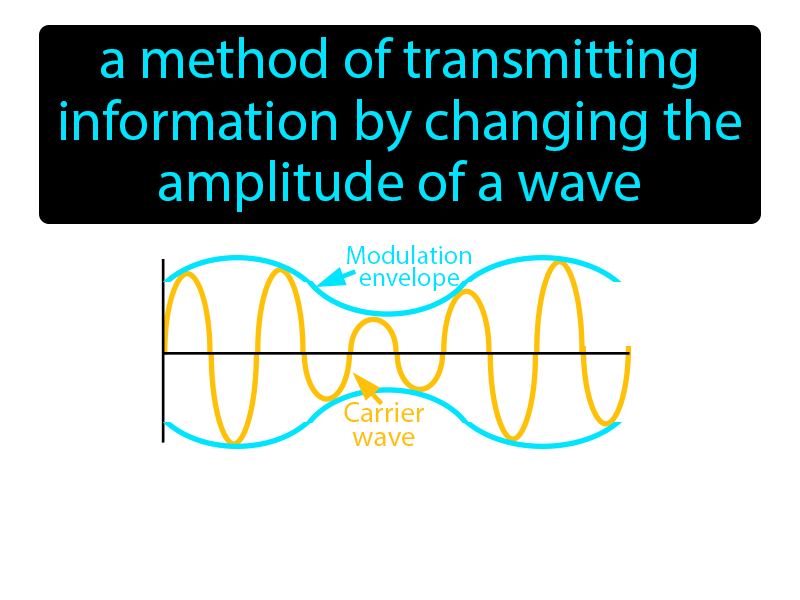 a method of transmitting
information by changing the
amplitude of a wave
Modulation
envelope
Carrier
wave